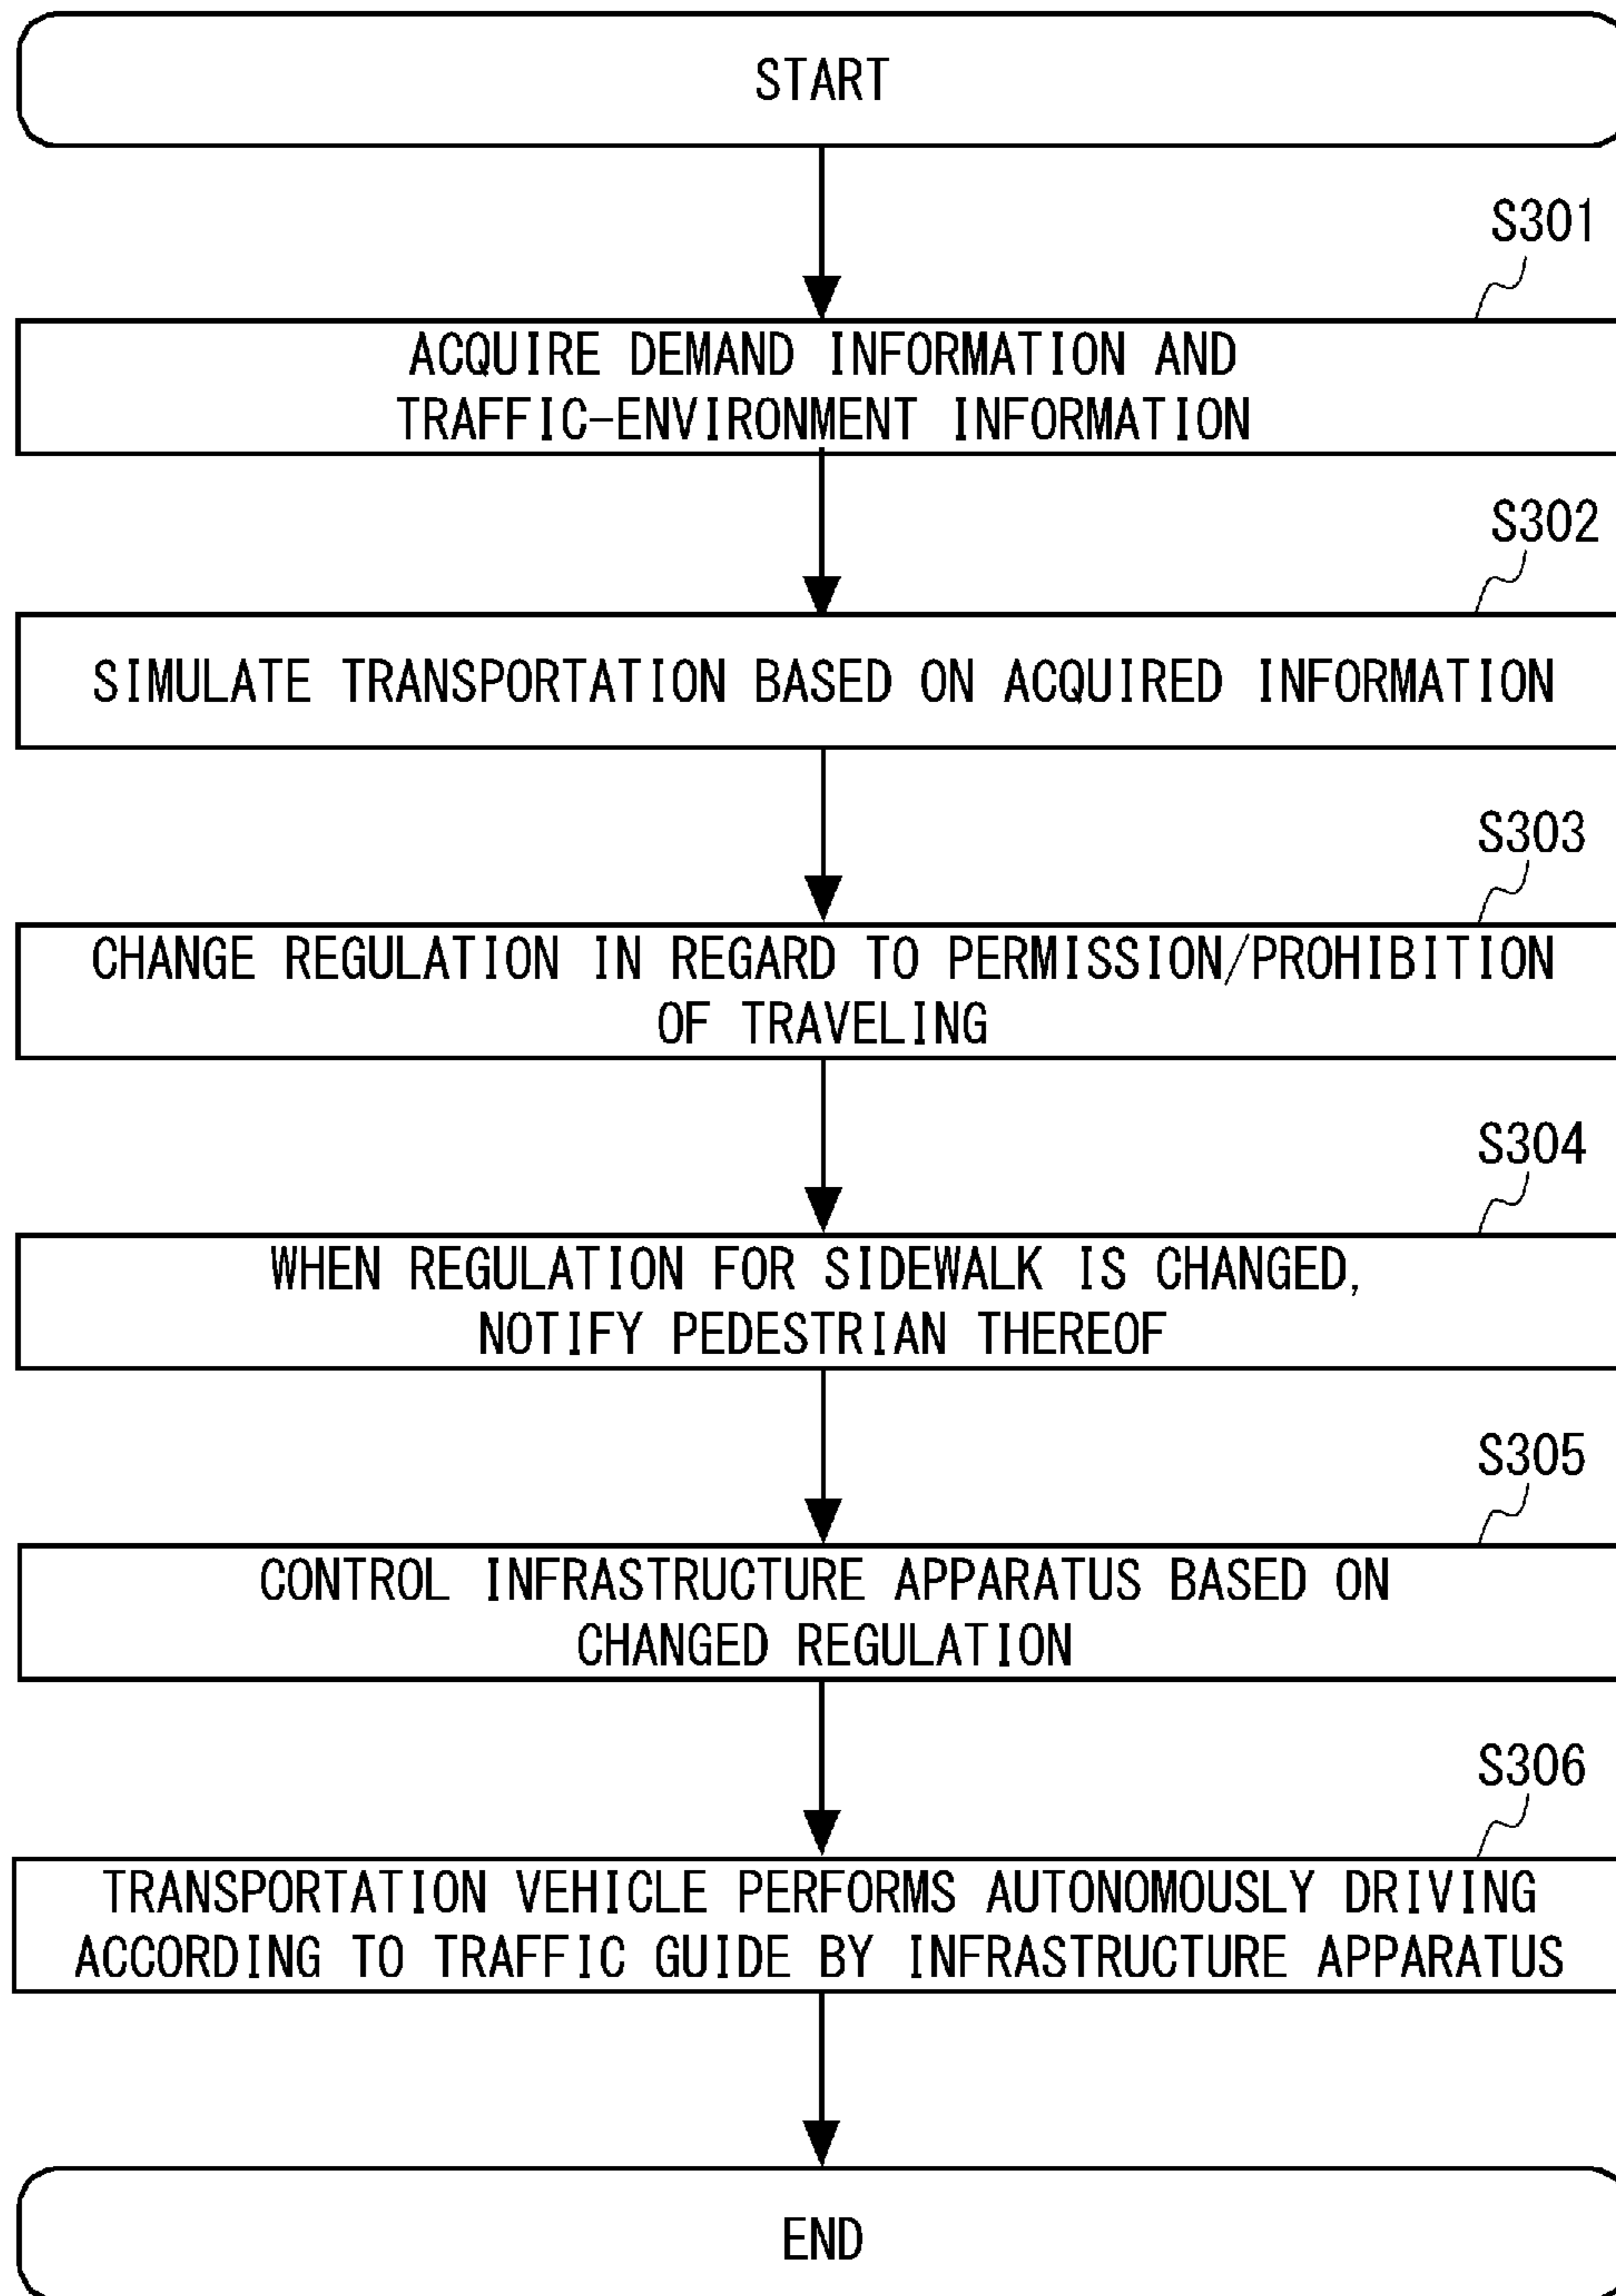 START
S301
ACQUIRE DEMAND INFORMATION AND
TRAFFIC-ENVIRONMENT INFORMATION
S302
SIMULATE TRANSPORTATION BASED ON ACQUIRED INFORMATION
S303
CHANGE REGULATION IN REGARD TO PERMISSION/PROHIBITION
OF TRAVELING
S304
WHEN REGULATION FOR SIDEWALK IS CHANGED,
NOTIFY PEDESTRIAN THEREOF
S305
CONTROL INFRASTRUCTURE APPARATUS BASED ON
CHANGED REGULATION
S306
TRANSPORTATION VEHICLE PERFORMS AUTONOMOUSLY DRIVING
ACCORDING TO TRAFFIC GUIDE BY INFRASTRUCTURE APPARATUS
END